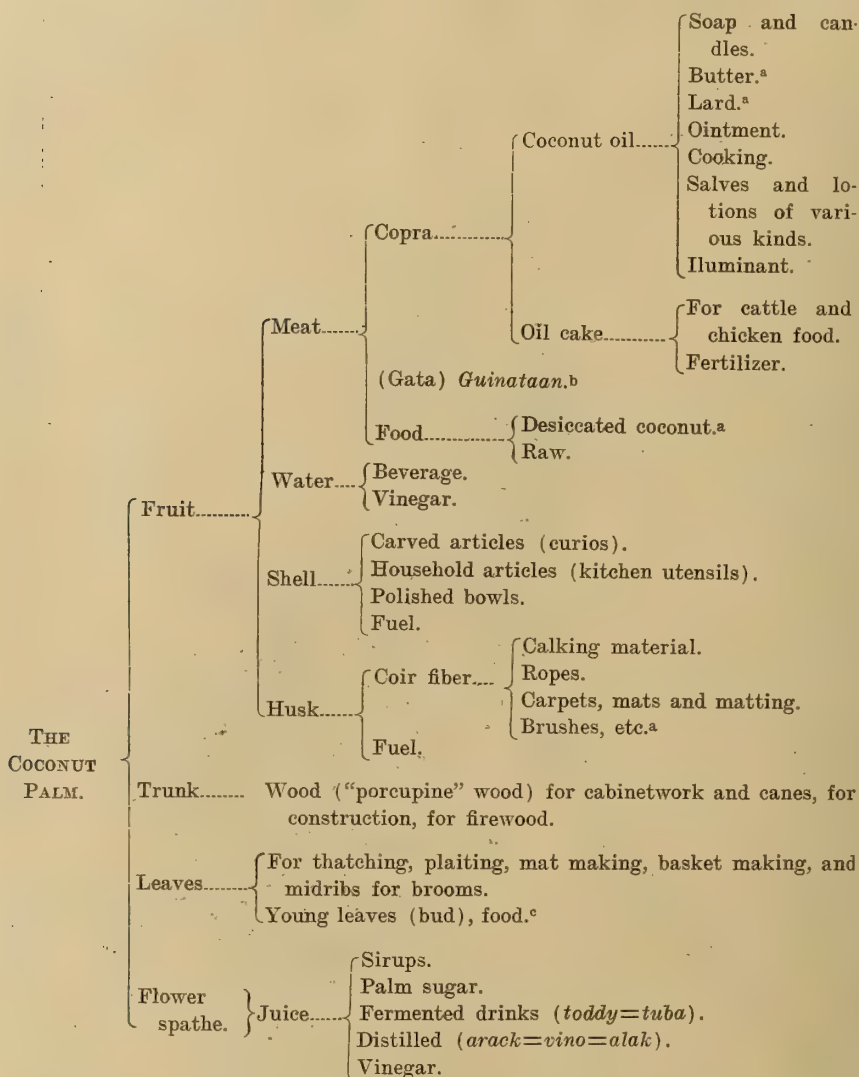 Soap and can-
dles.
Butter.ᵃ
Lard.ᵃ
Coconut oil
Ointment.
Cooking.
Salves and lo-
tions of vari-
ous kinds.
Iluminant.
Copra
Oil cake
For cattle and
chicken food.
Fertilizer.
Meat
(Gata) Guinataan.ᵇ
Food
Desiccated coconut.ᵃ
Raw.
Fruit
Water
Beverage.
Vinegar.
Shell
Carved articles (curios).
Household articles (kitchen utensils).
Polished bowls.
Fuel.
Husk
Coir fiber
Calking material.
Ropes.
Carpets, mats and matting.
Brushes, etc.ᵃ
Fuel.
THE
COCONUT
PALM.
Trunk
Wood ("porcupine" wood) for cabinetwork and canes, for
construction, for firewood.
Leaves
For thatching, plaiting, mat making, basket making, and
midribs for brooms.
Young leaves (bud), food.ᶜ
Flower
spathe.
Juice
Sirups.
Palm sugar.
Fermented drinks (toddy=tuba).
Distilled (arack=vino=alak).
Vinegar.